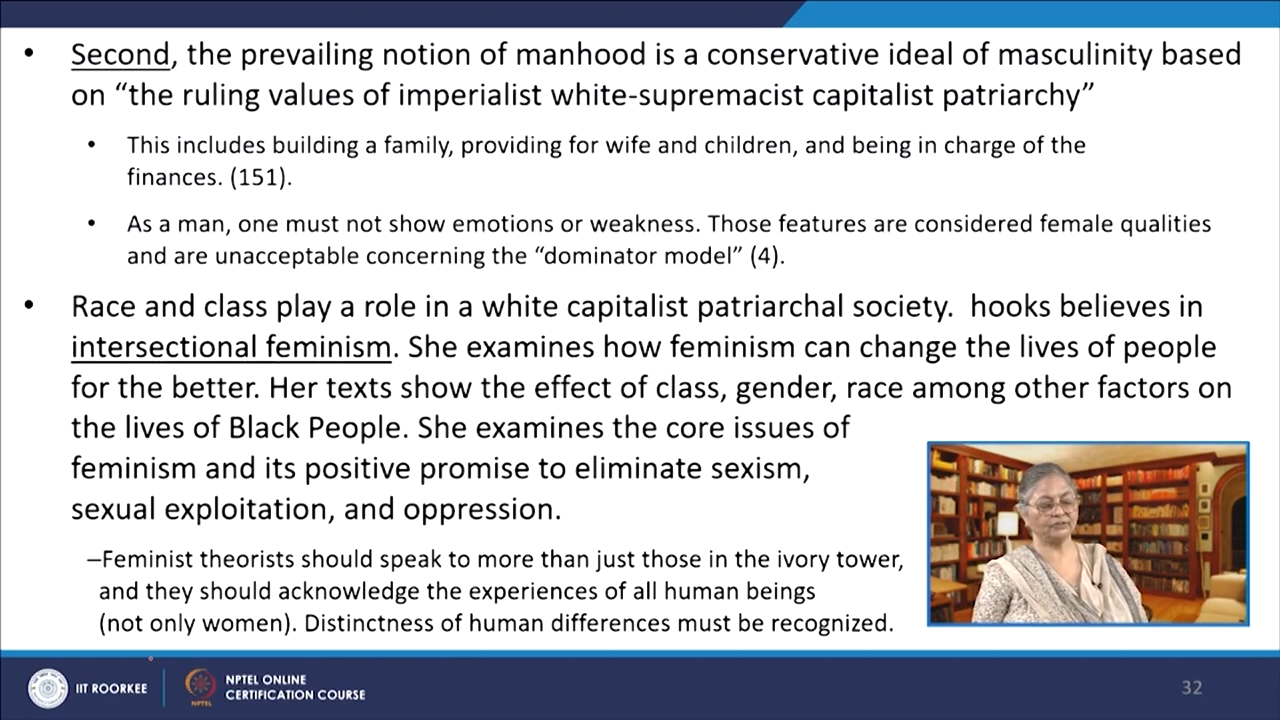 • Second, the prevailing notion of manhood is a conservative ideal of masculinity based
on “the ruling values of imperialist white-supremacist capitalist patriarchy”
• This includes building a family, providing for wife and children, and being in charge of the
finances. (151).
• As a man, one must not show emotions or weakness. Those features are considered female qualities
and are unacceptable concerning the “dominator model” (4).
• Race and class play a role in a white capitalist patriarchal society.  hooks believes in
intersectional feminism. She examines how feminism can change the lives of people
for the better. Her texts show the effect of class, gender, race among other factors on
the lives of Black People. She examines the core issues of
feminism and its positive promise to eliminate sexism,
sexual exploitation, and oppression.
–Feminist theorists should speak to more than just those in the ivory tower,
and they should acknowledge the experiences of all human beings
(not only women). Distinctness of human differences must be recognized.
IIT ROORKEE
NPTEL
NPTEL ONLINE
CERTIFICATION COURSE
32